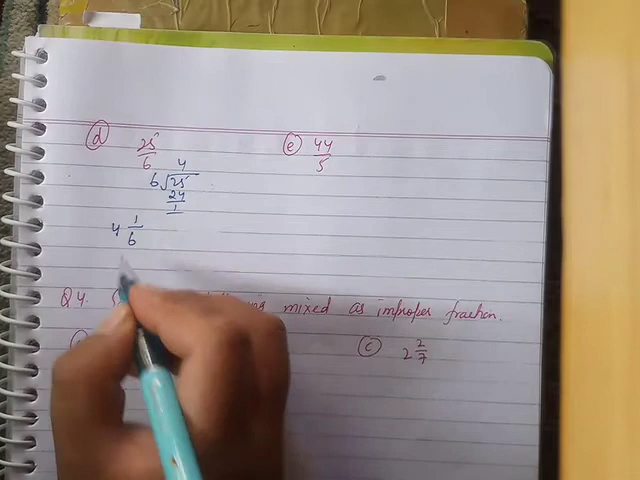 d 25/6 e 44/5
4
6√25
24
1
4 1/6
Q4. mixed as improper fraction.
c 2 2/7